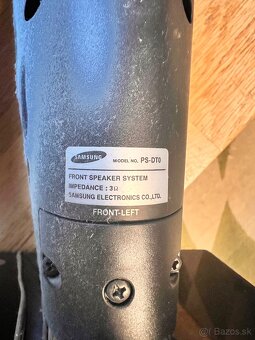 SAMSUNG MODEL NO. PS-DT0
FRONT SPEAKER SYSTEM
IMPEDANCE : 3Ω
SAMSUNG ELECTRONICS CO.,LTD.
FRONT-LEFT
Bazos.sk